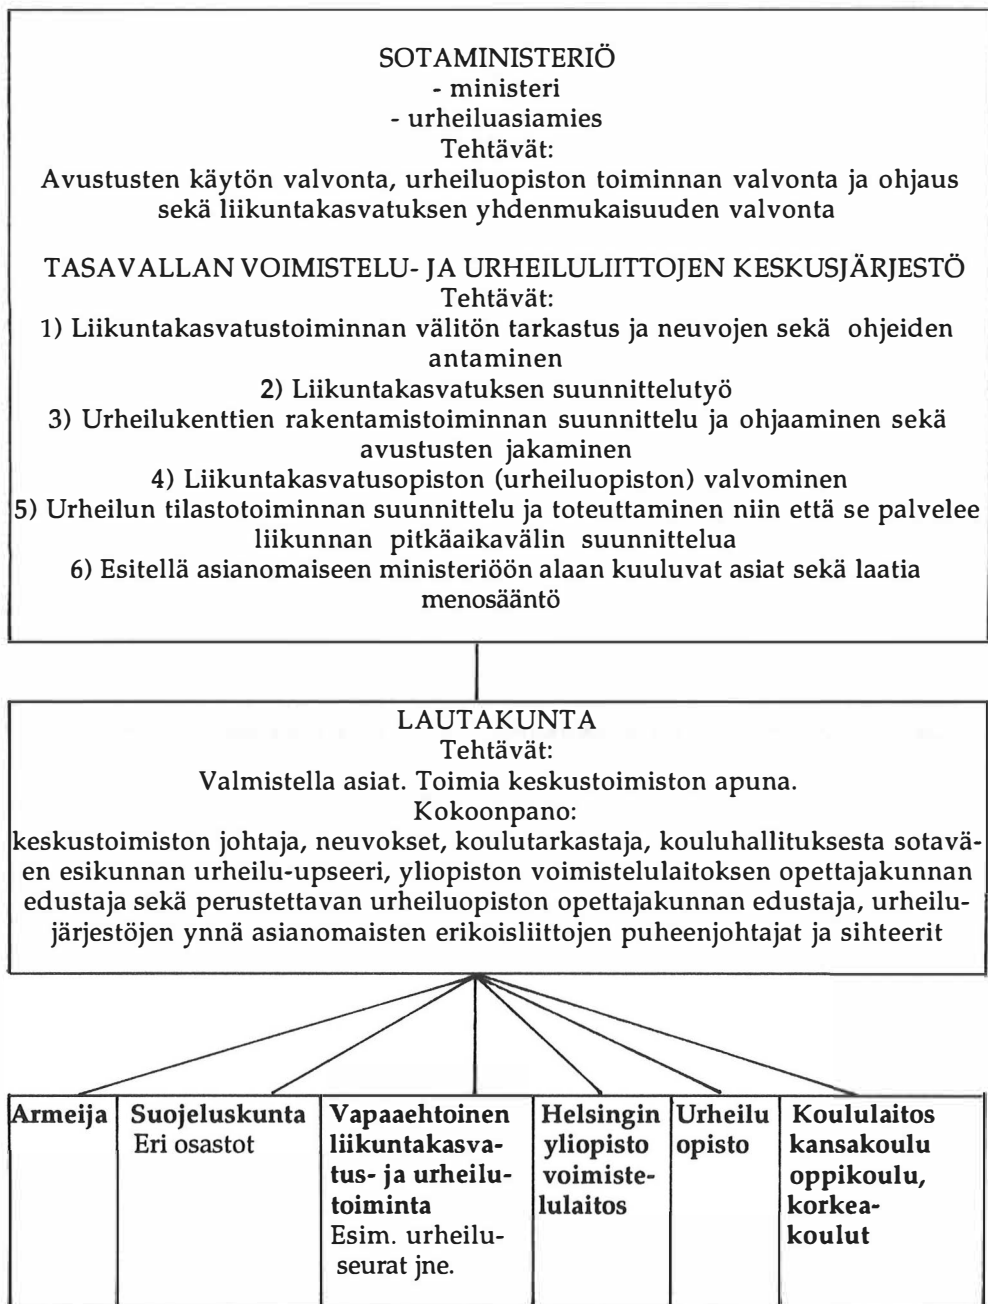 SOTAMINISTERIÖ
- ministeri
- urheiluasiamies
Tehtävät:
Avustusten käytön valvonta, urheiluopiston toiminnan valvonta ja ohjaus
sekä liikuntakasvatuksen yhdenmukaisuuden valvonta
TASAVALLAN VOIMISTELU- JA URHEILULIITTOJEN KESKUSJÄRJESTÖ
Tehtävät:
1) Liikuntakasvatustoiminnan välitön tarkastus ja neuvojen sekä ohjeiden
antaminen
2) Liikuntakasvatuksen suunnittelutyö
3) Urheilukenttien rakentamistoiminnan suunnittelu ja ohjaaminen sekä
avustusten jakaminen
4) Liikuntakasvatusopiston (urheiluopiston) valvominen
5) Urheilun tilastotoiminnan suunnittelu ja toteuttaminen niin että se palvelee
liikunnan pitkäaikavälin suunnittelua
6) Esitellä asianomaiseen ministeriöön alaan kuuluvat asiat sekä laatia
menosääntö
LAUTAKUNTA
Tehtävät:
Valmistella asiat. Toimia keskustoimiston apuna.
Kokoonpano:
keskustoimiston johtaja, neuvokset, koulutarkastaja, kouluhallituksesta sotavä-
en esikunnan urheilu-upseeri, yliopiston voimistelulaitoksen opettajakunnan
edustaja sekä perustettavan urheiluopiston opettajakunnan edustaja, urheilu-
järjestöjen ynnä asianomaisten erikoisliittojen puheenjohtajat ja sihteerit
Armeija
Suojeluskunta
Eri osastot
Vapaaehtoinen
liikuntakasva-
tus- ja urheilu-
toiminta
Esim. urheilu-
seurat jne.
Helsingin
yliopisto
voimiste-
lulaitos
Urheilu
opisto
Koululaitos
kansakoulu
oppikoulu,
korkea-
koulut